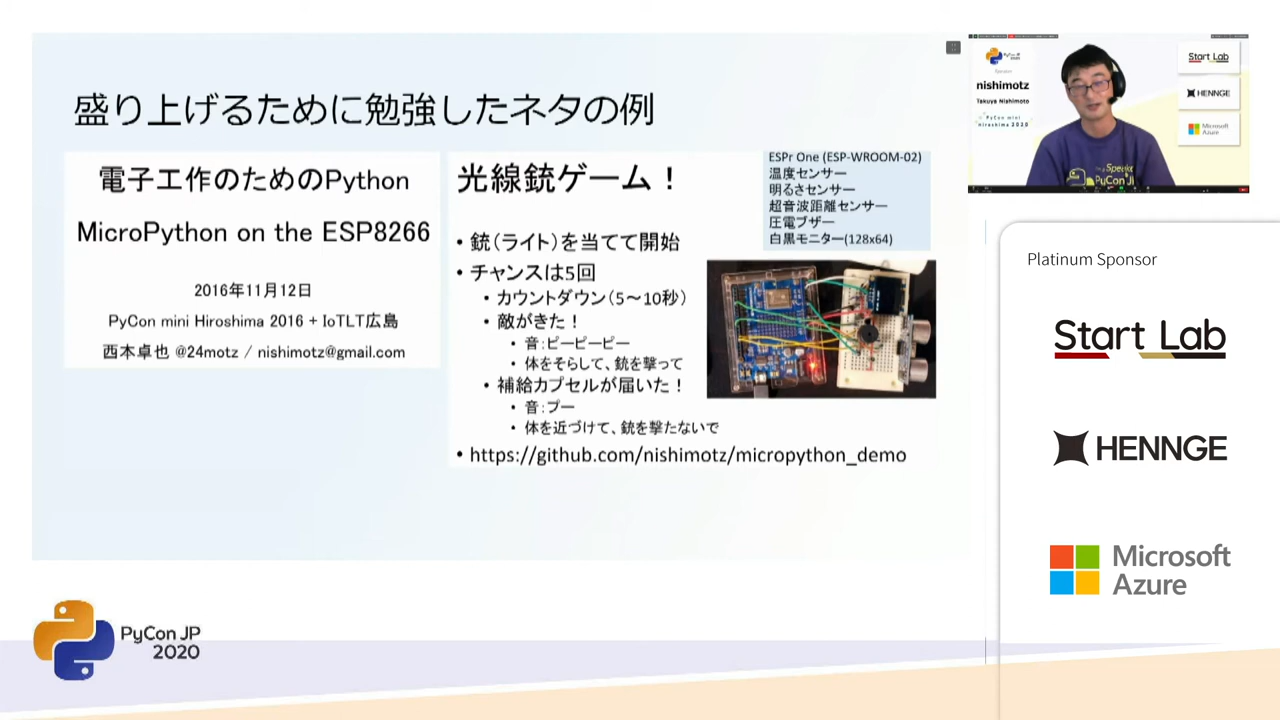 盛り上げるために勉強したネタの例
電子工作のためのPython
MicroPython on the ESP8266
2016年11月12日
PyCon mini Hiroshima 2016 + IoTLT広島
西本卓也 @24motz / nishimotz@gmail.com
光線銃ゲーム！
• 銃（ライト）を当てて開始
• チャンスは5回
• カウントダウン（5～10秒）
• 敵がきた！
• 音：ピーピーピー
• 体をそらして、銃を撃って
• 補給カプセルが届いた！
• 音：プー
• 体を近づけて、銃を撃たないで
• https://github.com/nishimotz/micropython_demo
ESPr One (ESP-WROOM-02)
温度センサー
明るさセンサー
超音波距離センサー
圧電ブザー
白黒モニター(128x64)
nishimotz
Takuya Nishimoto
PyCon mini
Hiroshima 2020
Start Lab
HENNGE
Microsoft
Azure
Speaker
PyCon JP
Platinum Sponsor
Start Lab
HENNGE
Microsoft
Azure
PyCon JP
2020